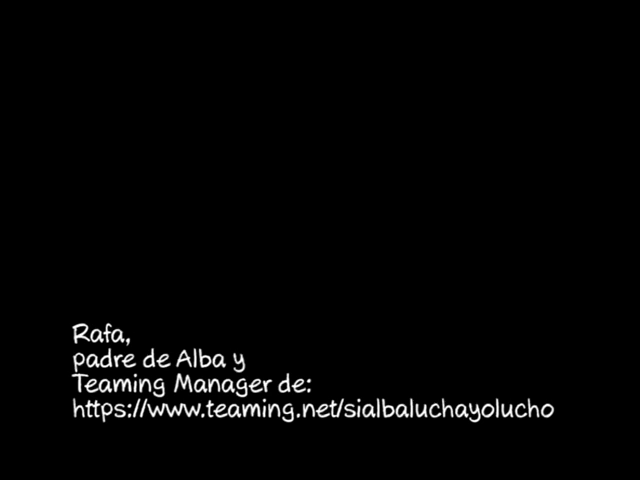 Rafa,
padre de Alba y
Teaming Manager de:
https://www.teaming.net/sialbaluchayolucho